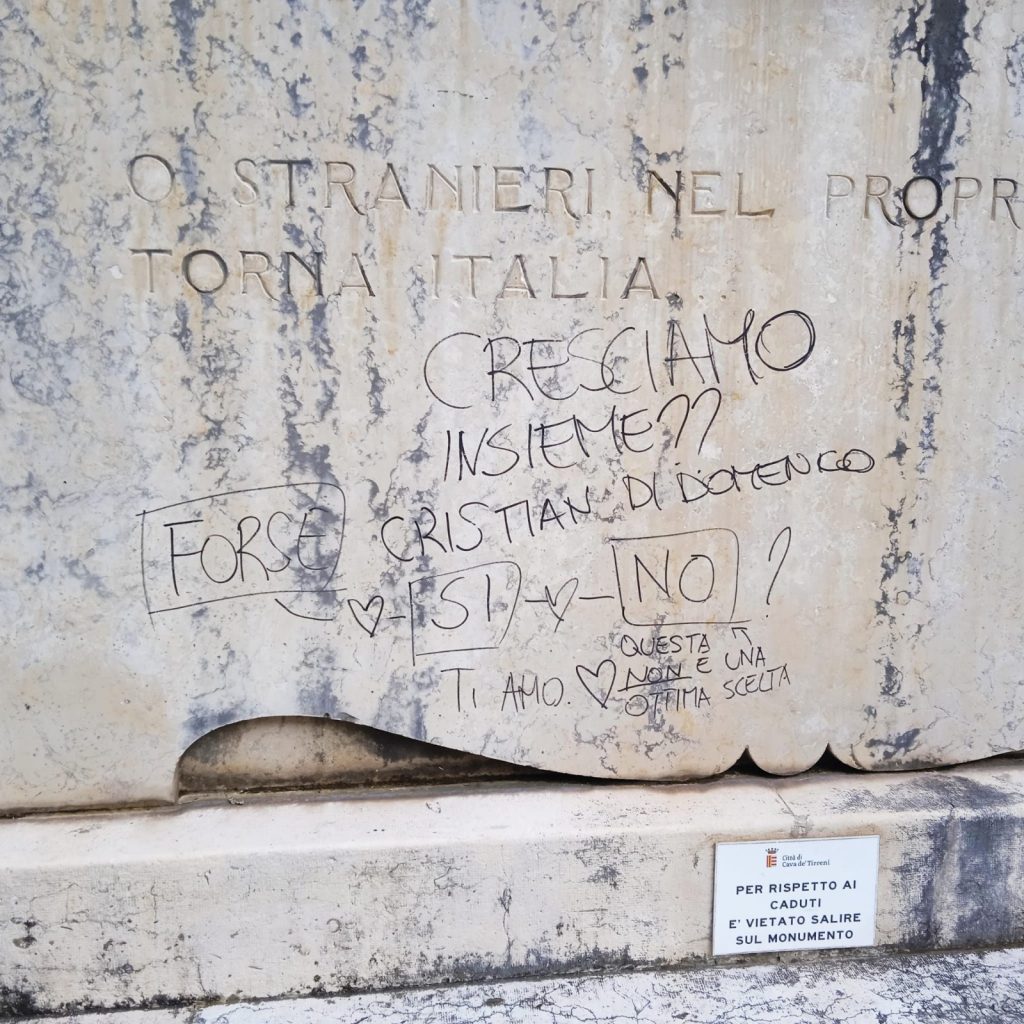 O STRANIERI, NEL PROPR
TORNA ITALIA...
CRESCIAMO
INSIEME??
CRISTIAN DI DOMENICO
FORSE
SI
NO ?
TI AMO.
QUESTA
NON E UNA
OTTIMA SCELTA
Città di
Cava de' Tirreni
PER RISPETTO AI
CADUTI
E' VIETATO SALIRE
SUL MONUMENTO